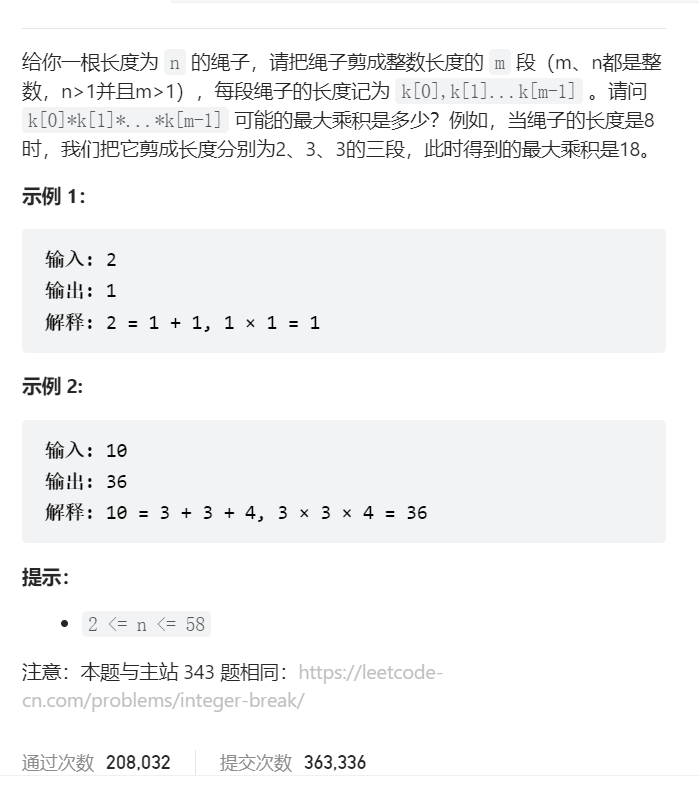 给你一根长度为 n 的绳子，请把绳子剪成整数长度的 m 段（m、n都是整
数，n>1并且m>1），每段绳子的长度记为 k[0],k[1]...k[m-1] 。请问
k[0]*k[1]*...*k[m-1] 可能的最大乘积是多少？例如，当绳子的长度是8
时，我们把它剪成长度分别为2、3、3的三段，此时得到的最大乘积是18。
示例 1：
输入: 2
输出: 1
解释: 2 = 1 + 1, 1 × 1 = 1
示例 2:
输入: 10
输出: 36
解释: 10 = 3 + 3 + 4, 3 × 3 × 4 = 36
提示：
2 <= n <= 58
注意：本题与主站 343 题相同：https://leetcode-
cn.com/problems/integer-break/
通过次数 208,032 提交次数 363,336